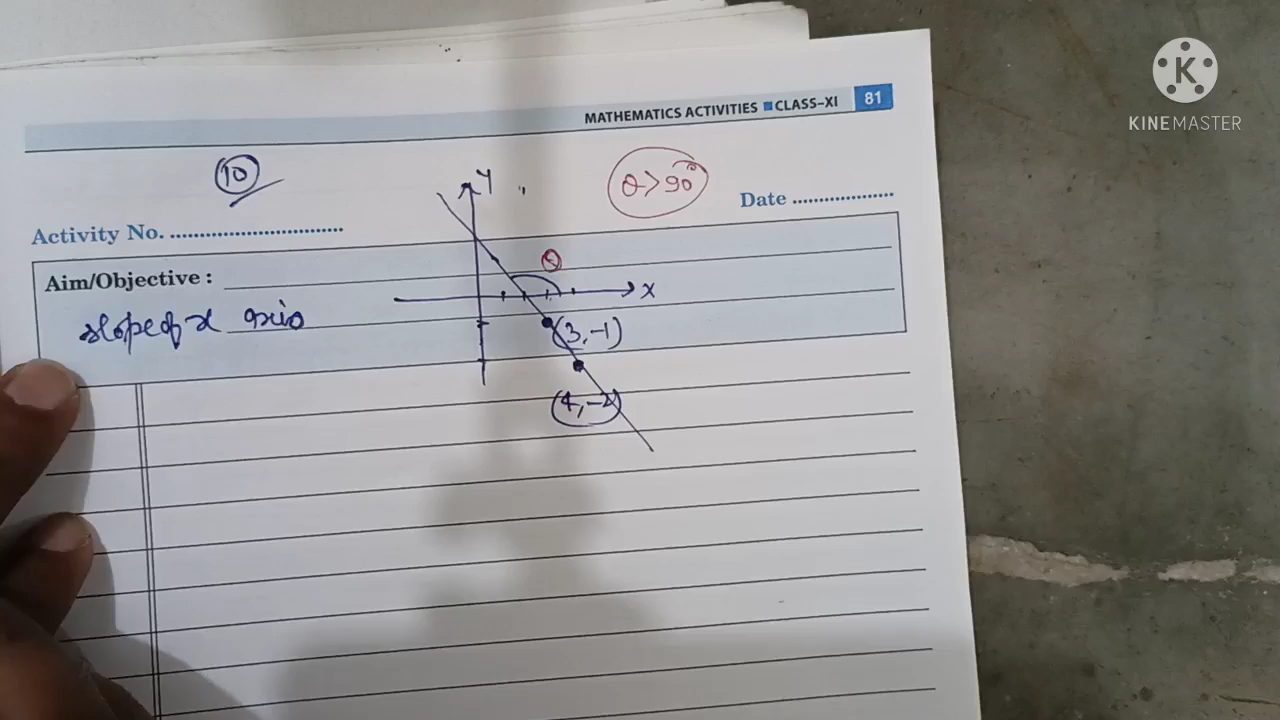 MATHEMATICS ACTIVITIES ■ CLASS–XI 81
K
KINEMASTER
10
Y
θ > 90°
Date ....................
Activity No. ...............................
Aim/Objective :
θ
X
slope of x axis
(3, -1)
(4, -2)